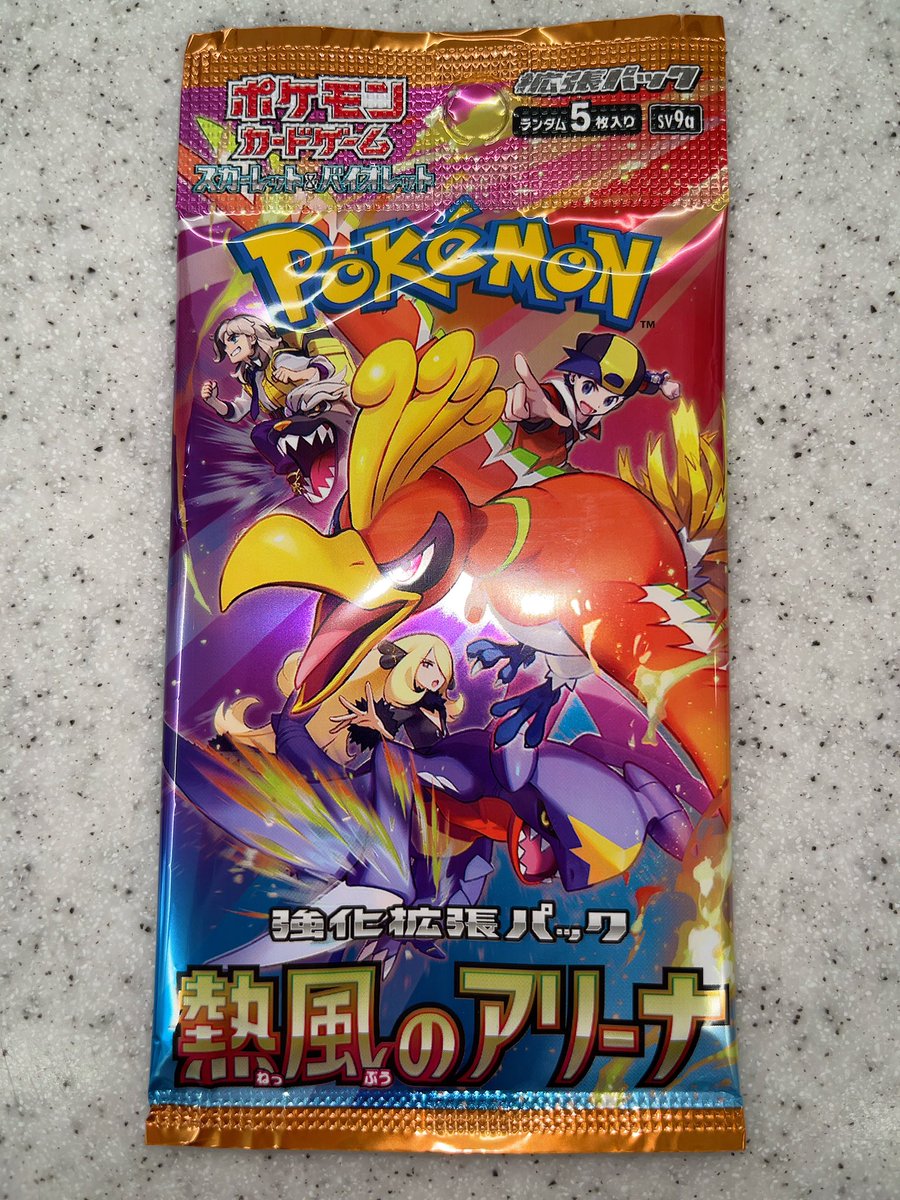 ポケモン
カードゲーム
スカーレット&バイオレット
拡張パック
ランダム5枚入り
sv9a
POKéMON
TM
強化拡張パック
熱風のアリーナ
ねっ ぷう